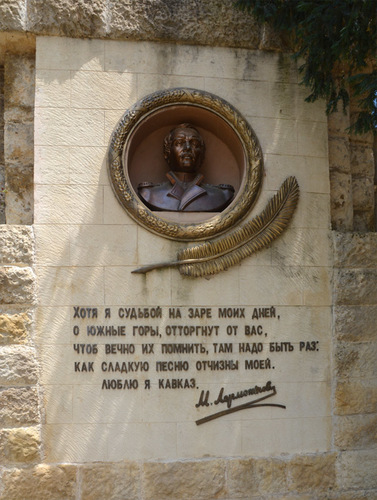 Хотя я судьбой на заре моих дней,
о южные горы, отторгнут от вас,
чтоб вечно их помнить, там надо быть раз:
как сладкую песню отчизны моей.
люблю я Кавказ.
М. Лермонтов